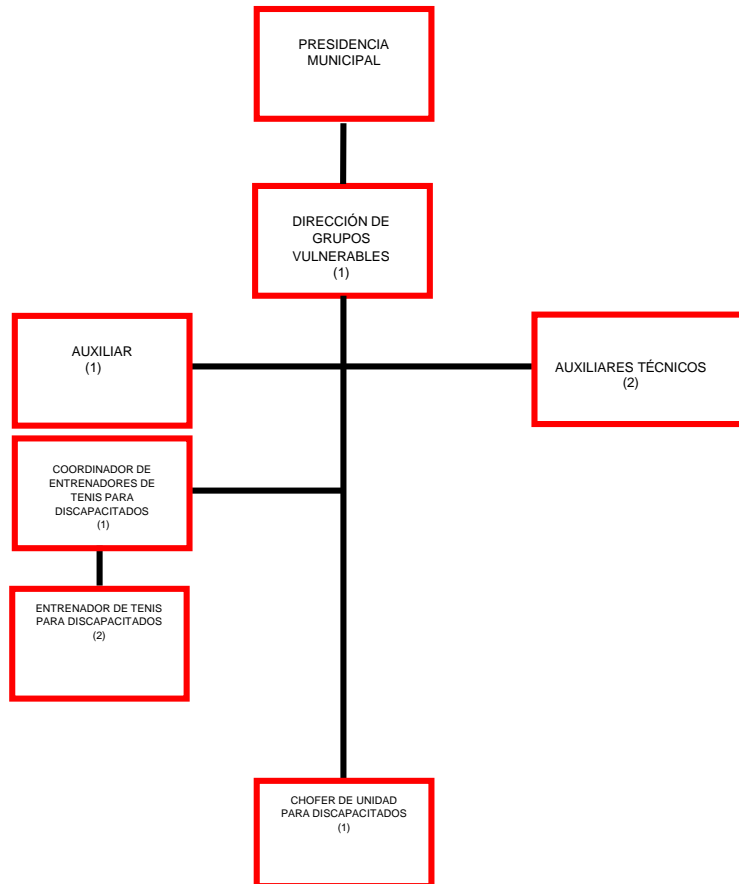 PRESIDENCIA
MUNICIPAL
DIRECCIÓN DE
GRUPOS
VULNERABLES
(1)
AUXILIAR
(1)
AUXILIARES TÉCNICOS
(2)
COORDINADOR DE
ENTRENADORES DE
TENIS PARA
DISCAPACITADOS
(1)
ENTRENADOR DE TENIS
PARA DISCAPACITADOS
(2)
CHOFER DE UNIDAD
PARA DISCAPACITADOS
(1)